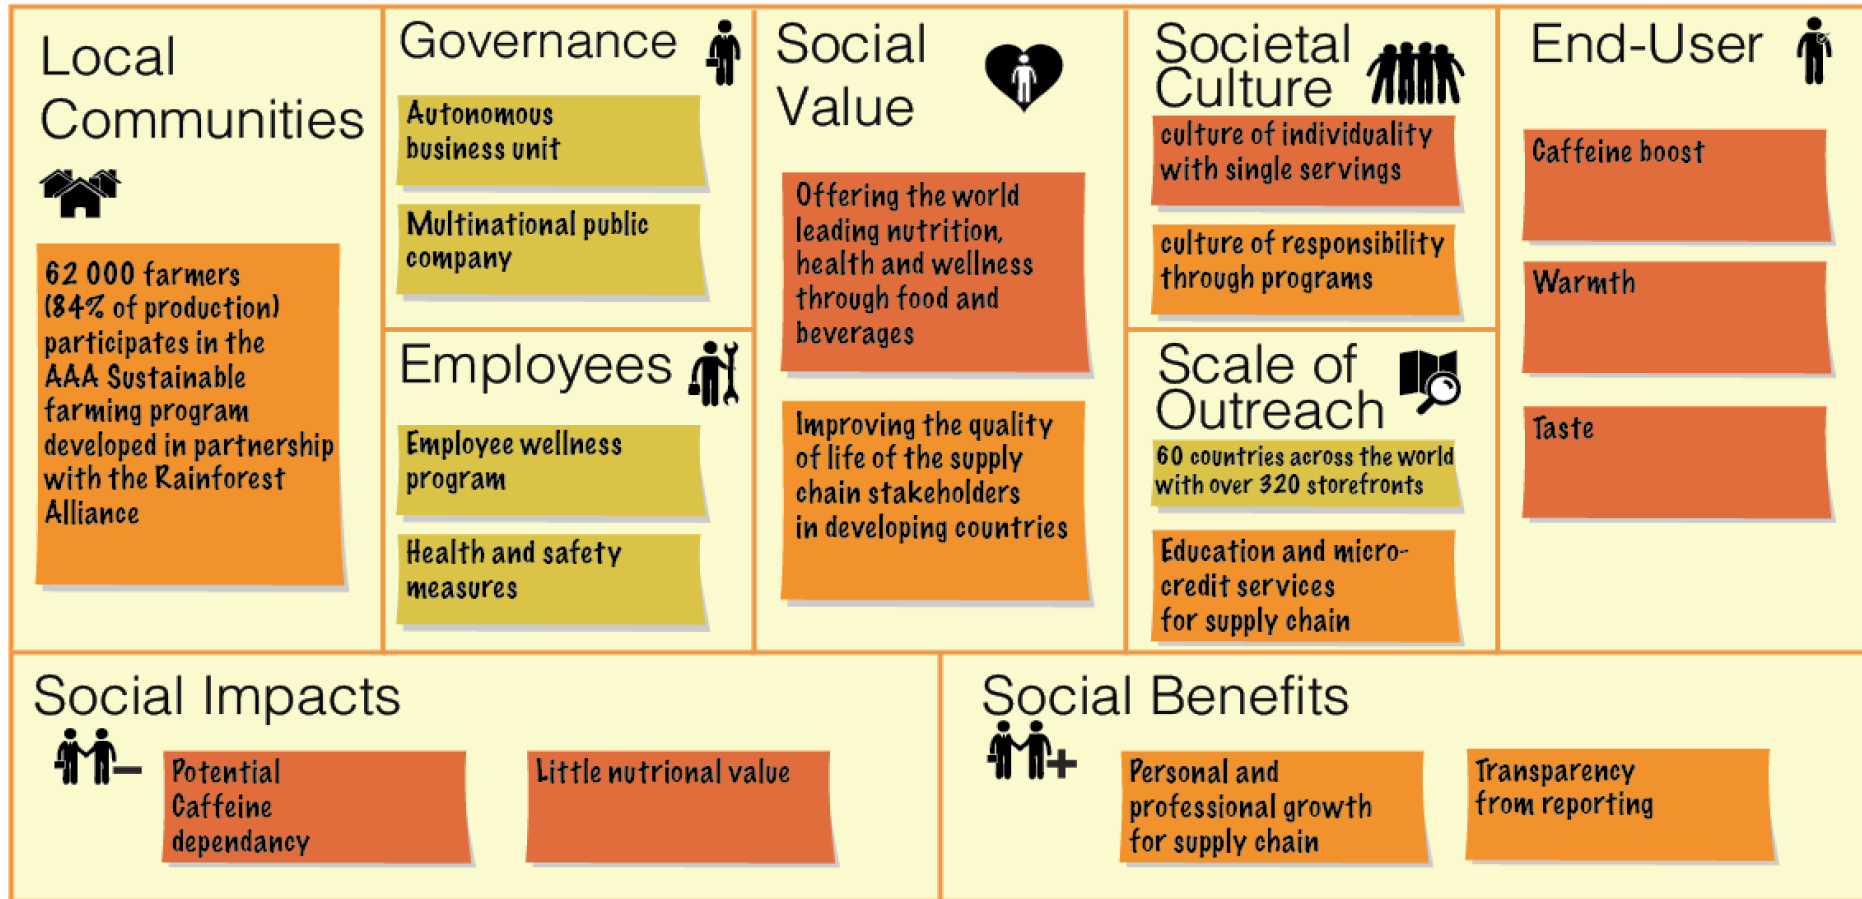 Local
Communities
62 000 farmers
(84% of production)
participates in the
AAA Sustainable
farming program
developed in partnership
with the Rainforest
Alliance
Governance
Autonomous
business unit
Multinational public
company
Employees
Employee wellness
program
Health and safety
measures
Social
Value
Offering the world
leading nutrition,
health and wellness
through food and
beverages
Improving the quality
of life of the supply
chain stakeholders
in developing countries
Societal
Culture
culture of individuality
with single servings
culture of responsibility
through programs
Scale of
Outreach
60 countries across the world
with over 320 storefronts
Education and micro-
credit services
for supply chain
End-User
Caffeine boost
Warmth
Taste
Social Impacts
Potential
Caffeine
dependancy
Little nutrional value
Social Benefits
Personal and
professional growth
for supply chain
Transparency
from reporting